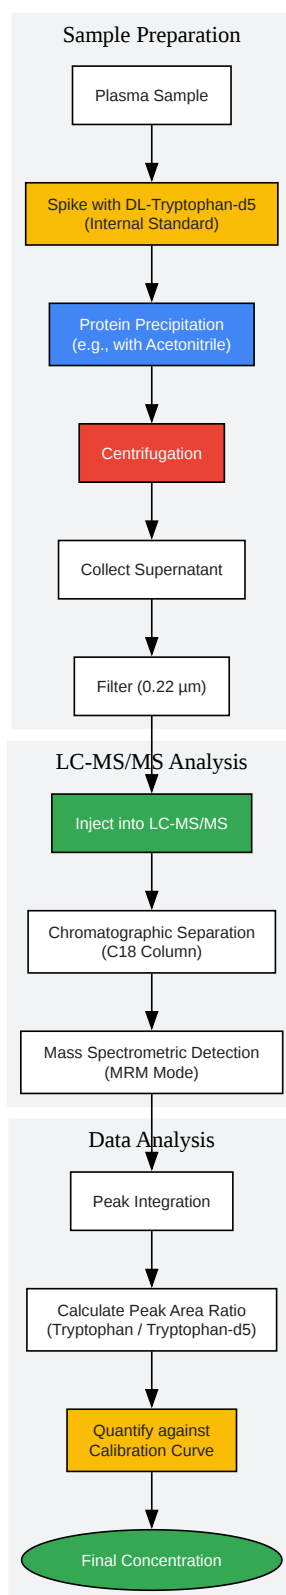 Sample Preparation
Plasma Sample
Spike with DL-Tryptophan-d5
(Internal Standard)
Protein Precipitation
(e.g., with Acetonitrile)
Centrifugation
Collect Supernatant
Filter (0.22 µm)
LC-MS/MS Analysis
Inject into LC-MS/MS
Chromatographic Separation
(C18 Column)
Mass Spectrometric Detection
(MRM Mode)
Data Analysis
Peak Integration
Calculate Peak Area Ratio
(Tryptophan / Tryptophan-d5)
Quantify against
Calibration Curve
Final Concentration